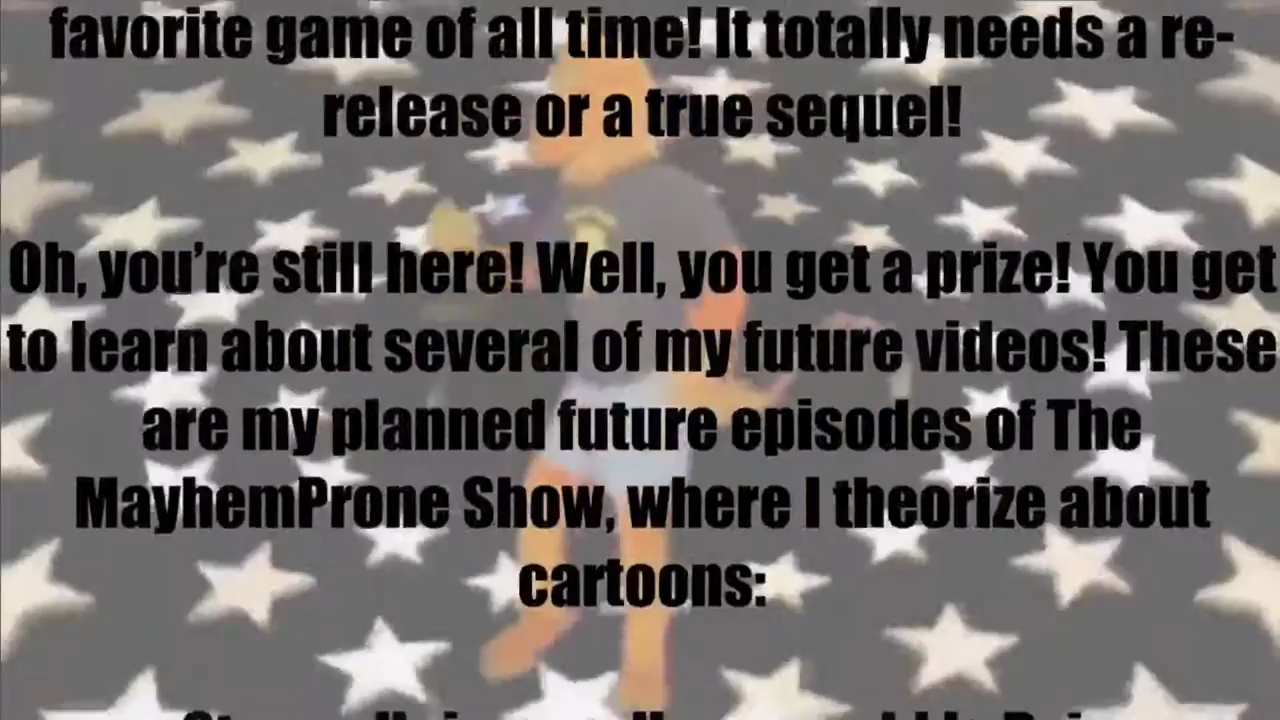 favorite game of all time! It totally needs a re-
release or a true sequel!
Oh, you're still here! Well, you get a prize! You get
to learn about several of my future videos! These
are my planned future episodes of The
MayhemProne Show, where I theorize about
cartoons: